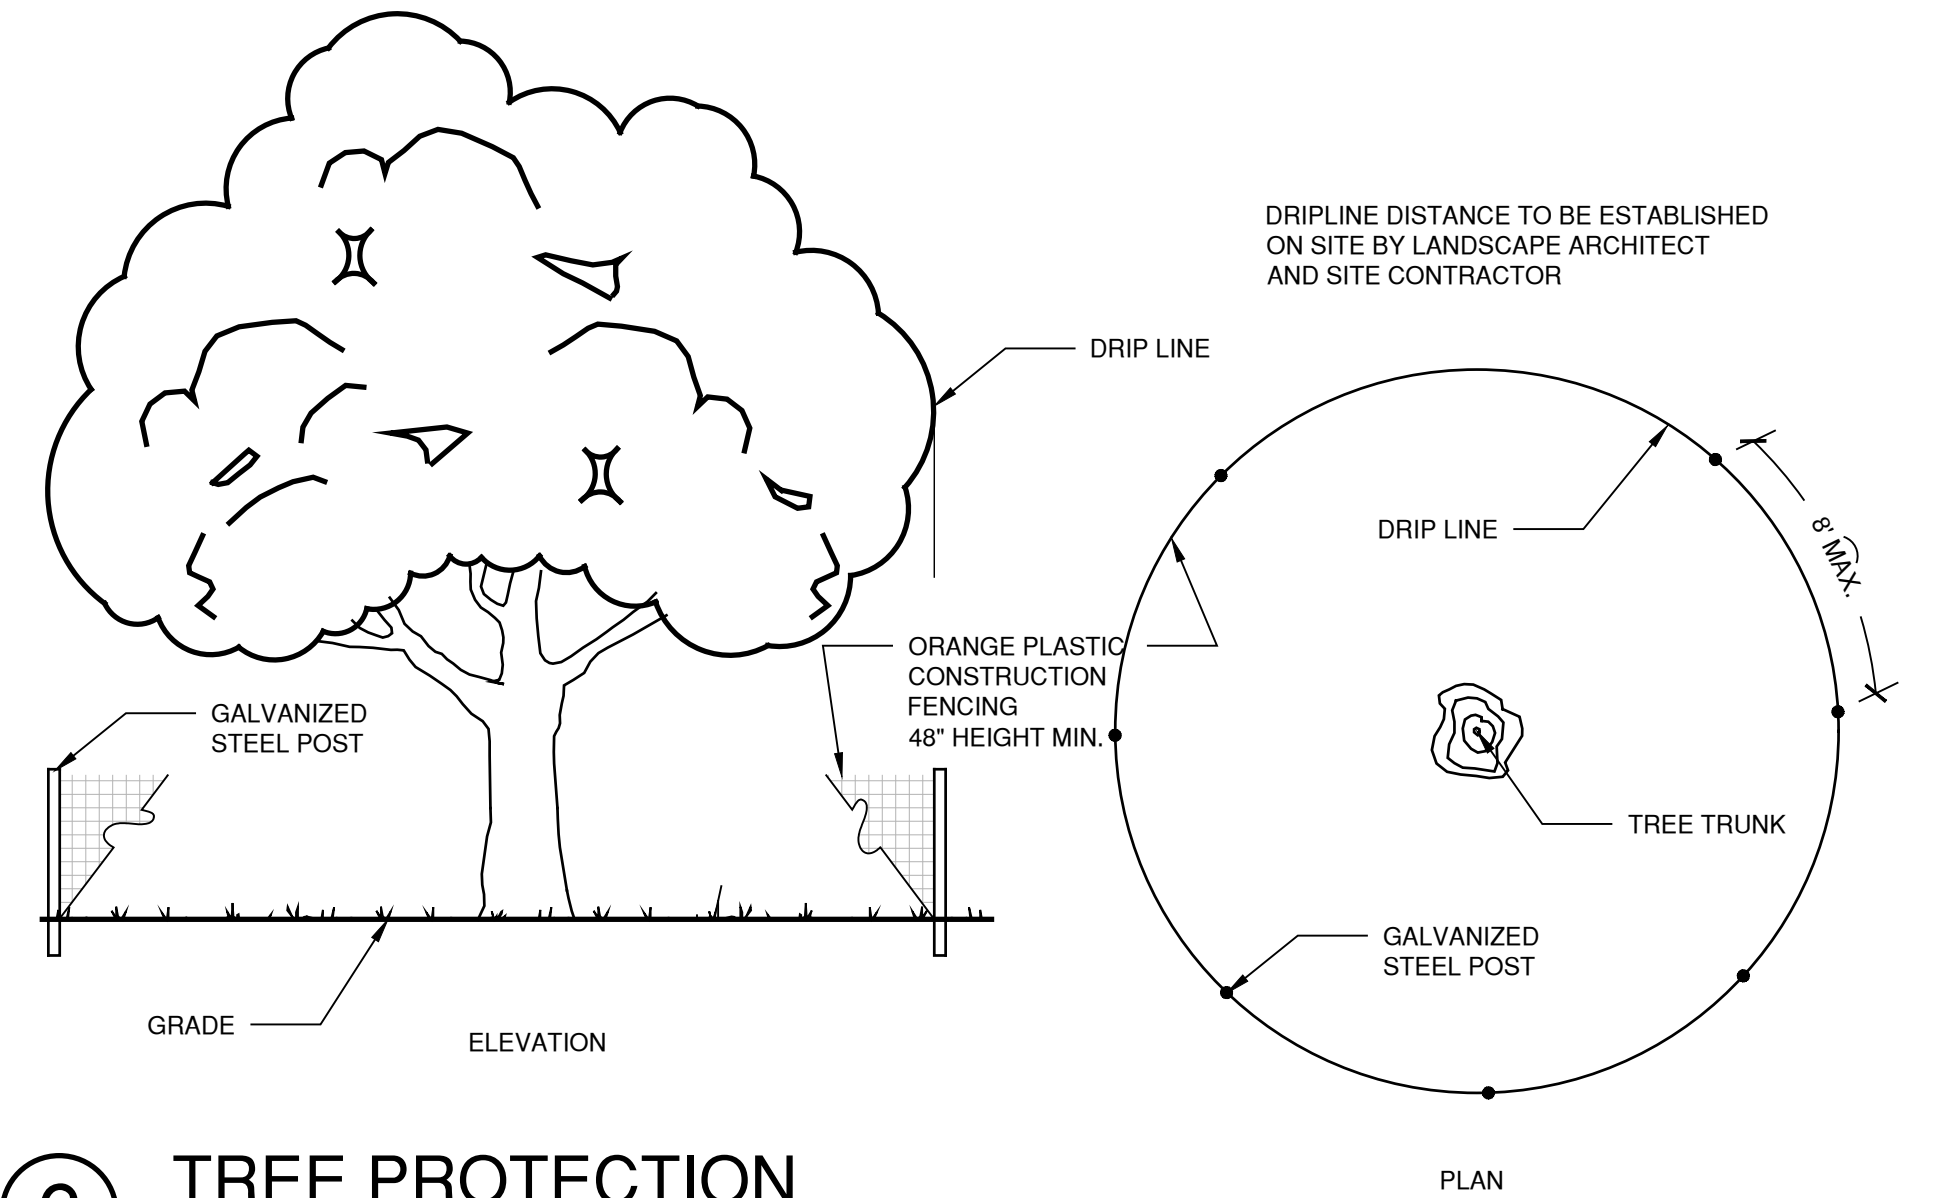 DRIPLINE DISTANCE TO BE ESTABLISHED
ON SITE BY LANDSCAPE ARCHITECT
AND SITE CONTRACTOR
DRIP LINE
DRIP LINE
8' MAX.
ORANGE PLASTIC
CONSTRUCTION
FENCING
48" HEIGHT MIN.
GALVANIZED
STEEL POST
TREE TRUNK
GALVANIZED
STEEL POST
GRADE
ELEVATION
TREE PROTECTION
PLAN